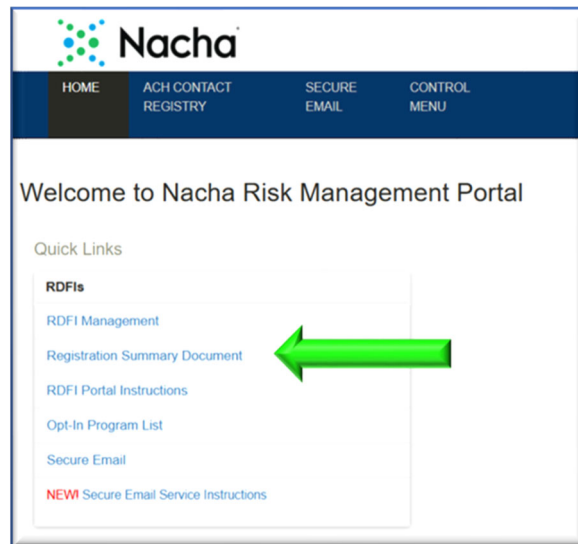 Nacha
HOME
ACH CONTACT
REGISTRY
SECURE
EMAIL
CONTROL
MENU
Welcome to Nacha Risk Management Portal
Quick Links
RDFIs
RDFI Management
Registration Summary Document
RDFI Portal Instructions
Opt-In Program List
Secure Email
NEW! Secure Email Service Instructions